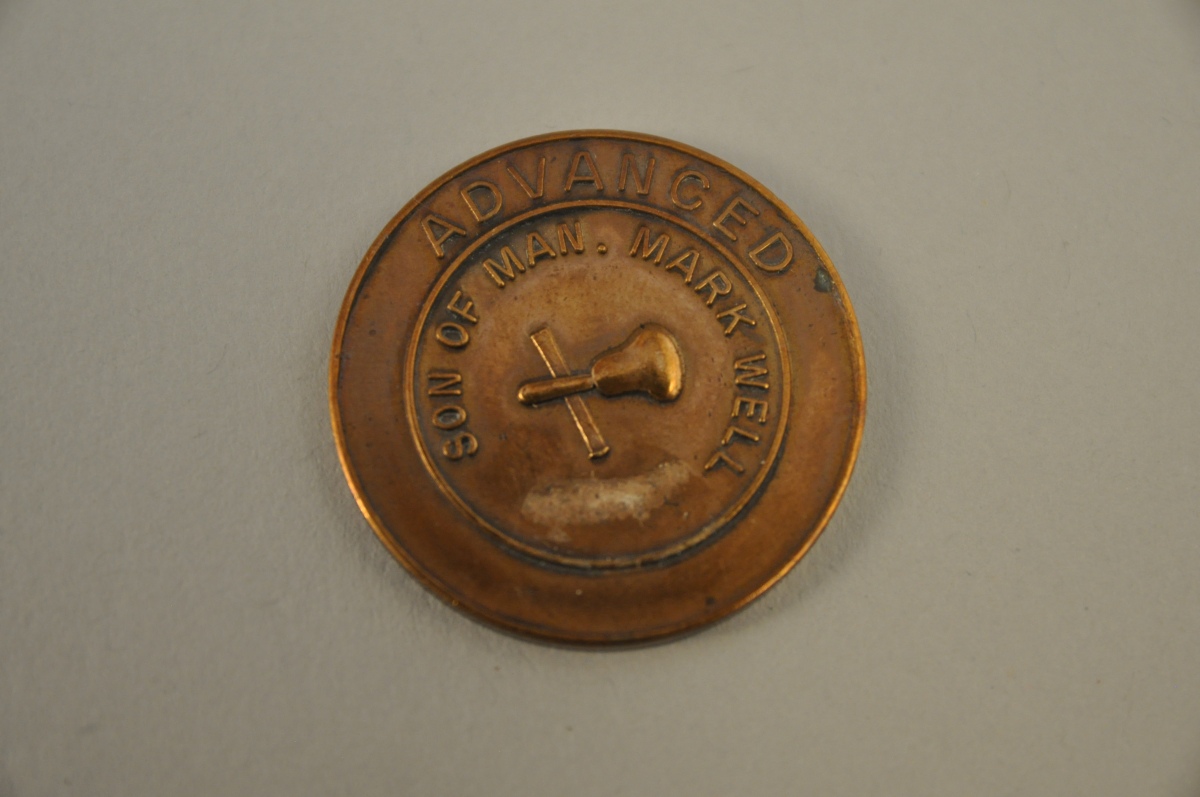 ADVANCED
SON OF MAN. MARK WELL